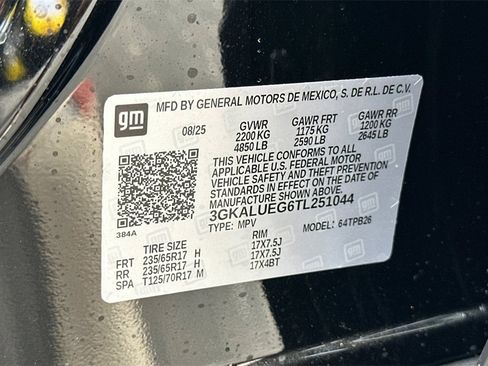 gm
MFD BY GENERAL MOTORS DE MEXICO, S. DE R.L. DE C.V.
08/25 GVWR GAWR FRT GAWR RR
2200 KG 1175 KG 1200 KG
4850 LB 2590 LB 2645 LB
THIS VEHICLE CONFORMS TO ALL
APPLICABLE U.S. FEDERAL MOTOR
VEHICLE SAFETY AND THEFT PREVENTION
STANDARDS IN EFFECT ON THE DATE OF
MANUFACTURE SHOWN ABOVE.
3GKALUEG6TL251044
384A TYPE: MPV MODEL: 64TPB26
TIRE SIZE RIM
FRT 235/65R17 H 17X7.5J
RR 235/65R17 H 17X7.5J
SPA T125/70R17 M 17X4BT